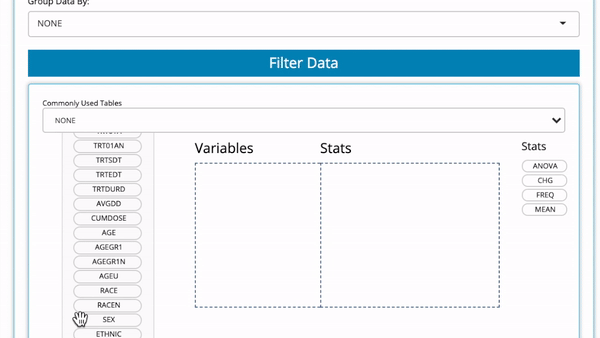 Group Data By:
NONE
Filter Data
Commonly Used Tables
NONE
TRT01AN
TRTSDT
TRTEDT
TRTDURD
AVGDD
CUMDOSE
AGE
AGEGR1
AGEGR1N
AGEU
RACE
RACEN
SEX
ETHNIC
Variables
Stats
Stats
ANOVA
CHG
FREQ
MEAN